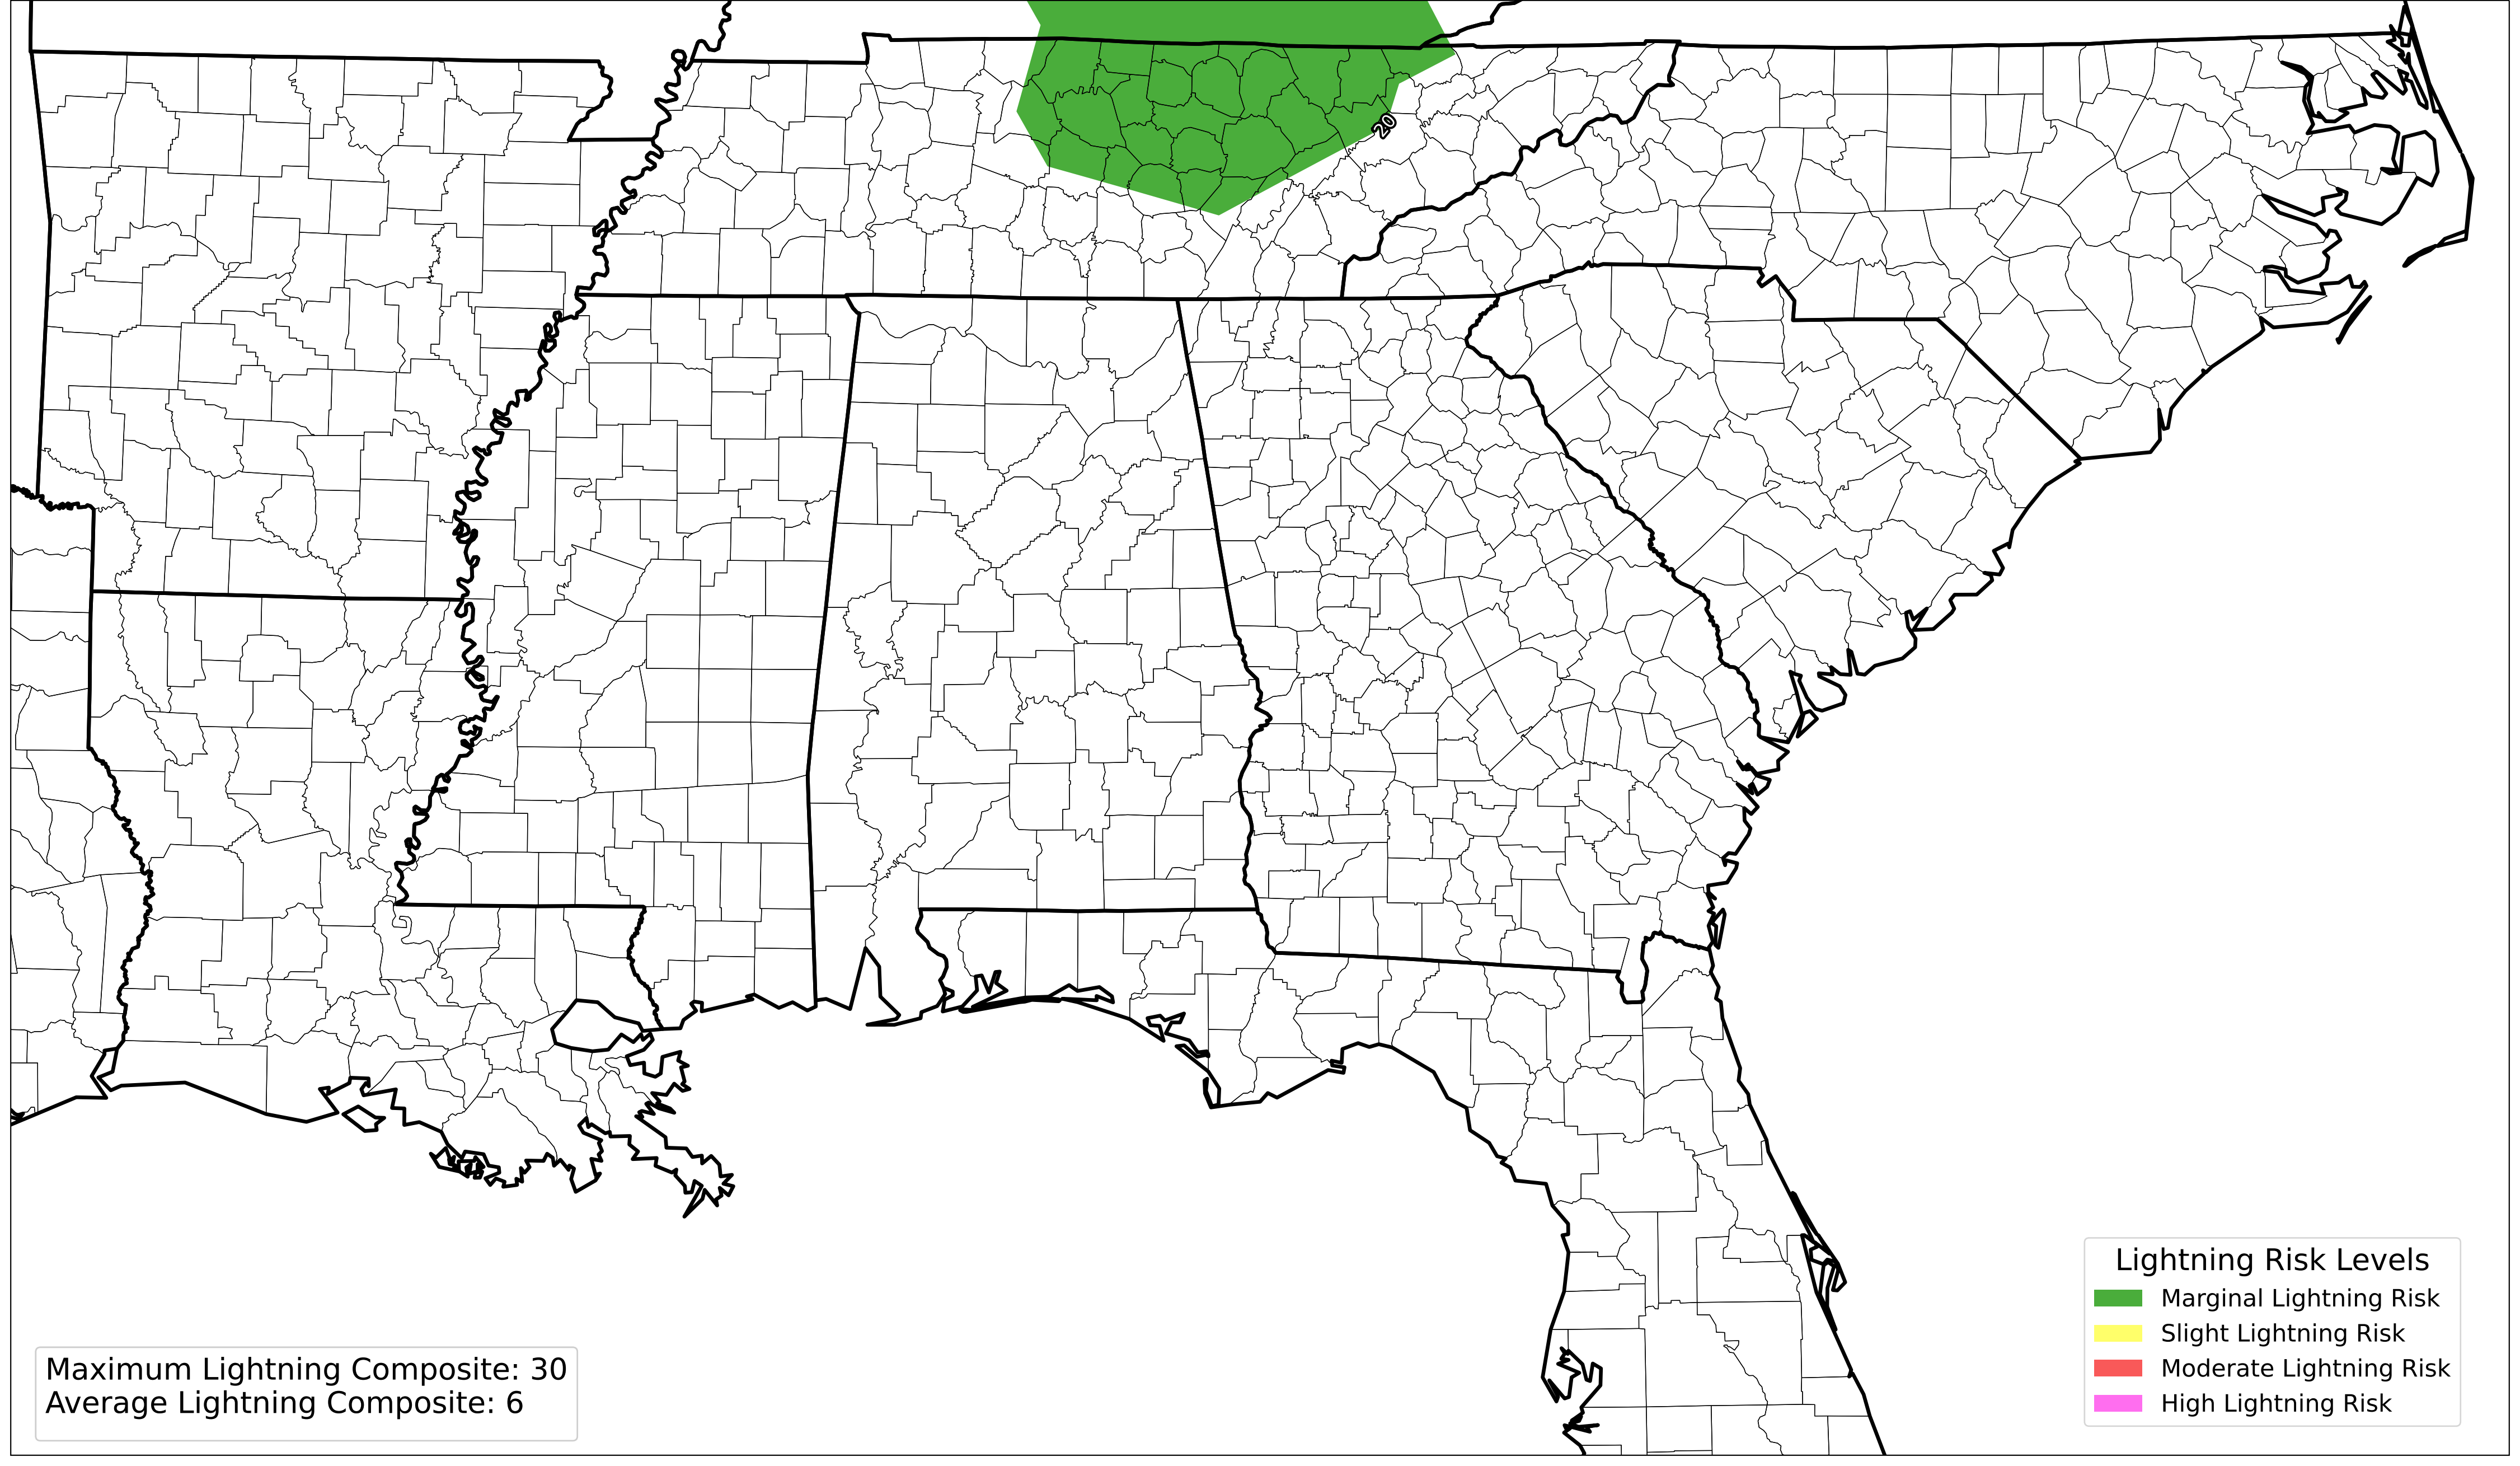 20
Maximum Lightning Composite: 30
Average Lightning Composite: 6
Lightning Risk Levels
Marginal Lightning Risk
Slight Lightning Risk
Moderate Lightning Risk
High Lightning Risk